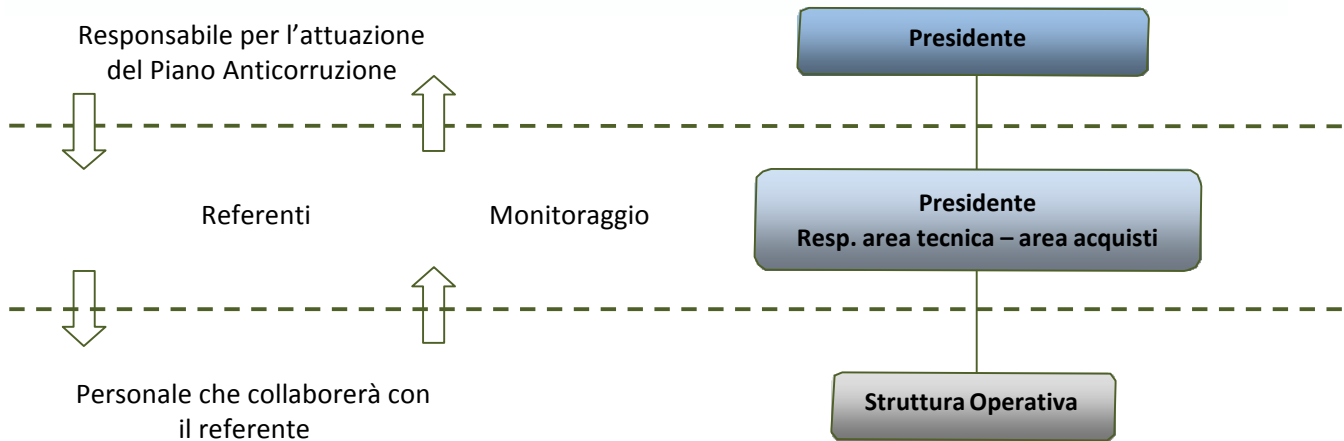 Responsabile per l’attuazione
del Piano Anticorruzione
Presidente
Referenti
Monitoraggio
Presidente
Resp. area tecnica – area acquisti
Personale che collaborerà con
il referente
Struttura Operativa